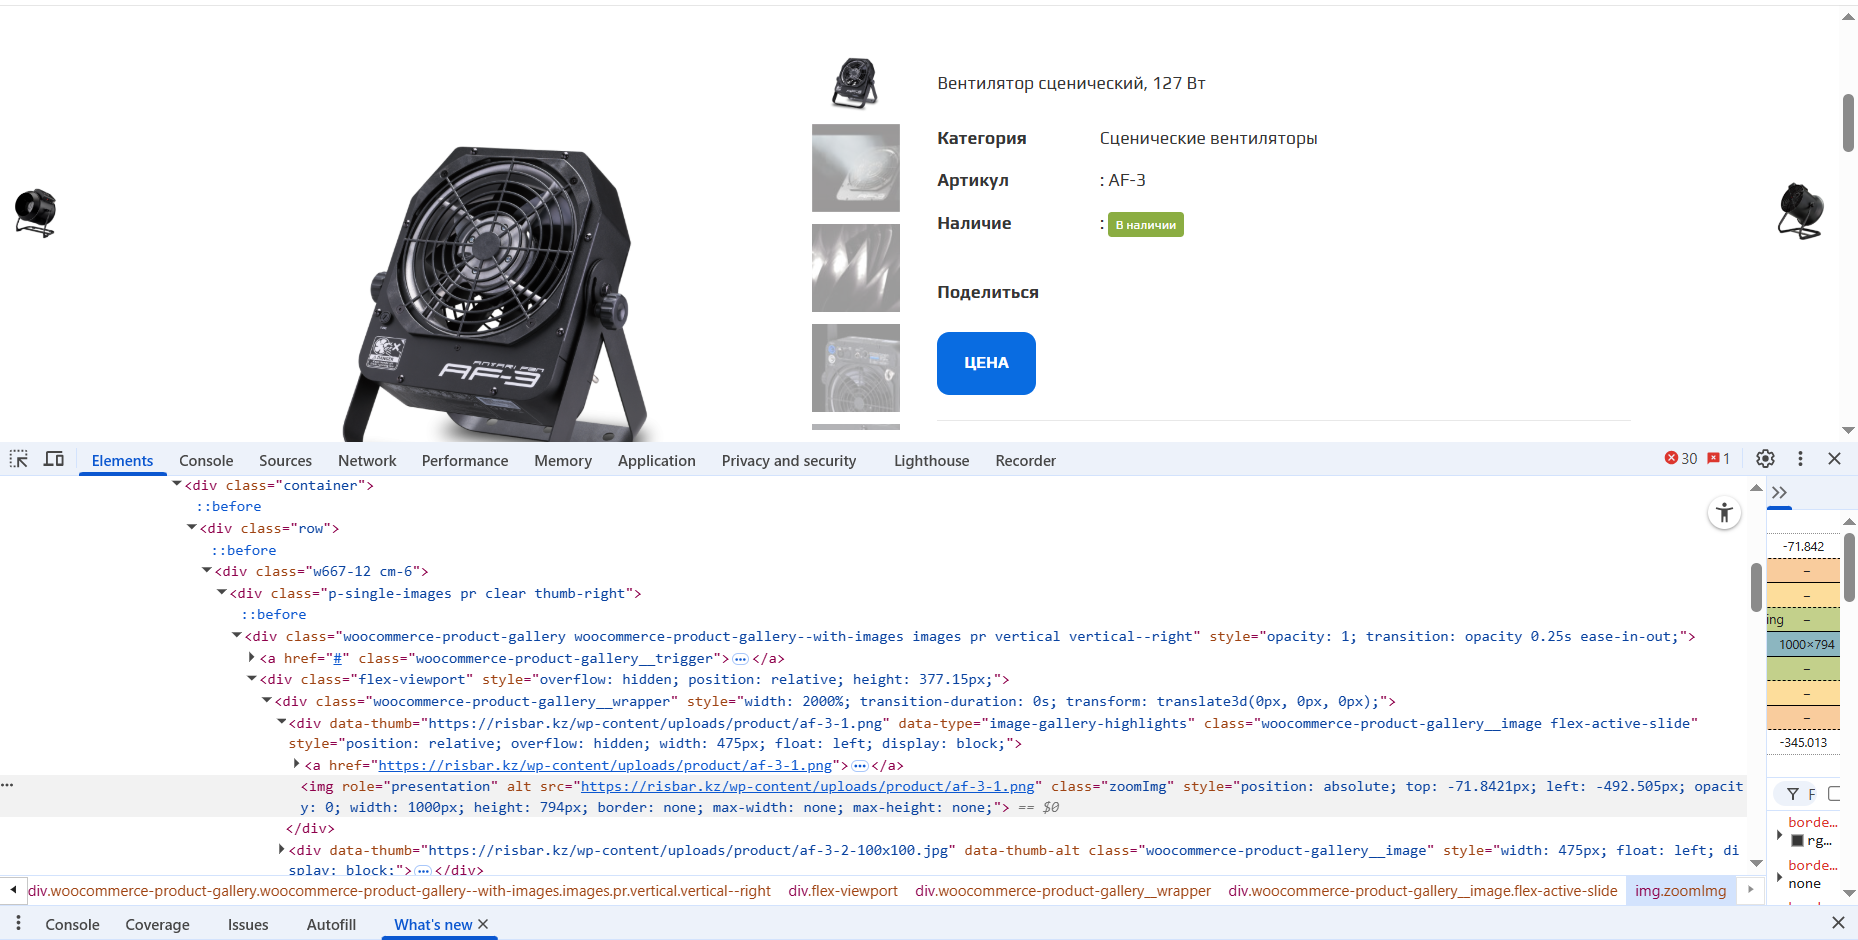 Вентилятор сценический, 127 Вт
Категория Сценические вентиляторы
Артикул : AF-3
Наличие : В наличии
Поделиться
ЦЕНА
ANTARI FAN
AF-3
Elements Console Sources Network Performance Memory Application Privacy and security Lighthouse Recorder 30 1
<div class="container">
::before
<div class="row">
::before
<div class="w667-12 cm-6">
<div class="p-single-images pr clear thumb-right">
::before
<div class="woocommerce-product-gallery woocommerce-product-gallery--with-images images pr vertical vertical--right" style="opacity: 1; transition: opacity 0.25s ease-in-out;">
<a href="#" class="woocommerce-product-gallery__trigger">…</a>
<div class="flex-viewport" style="overflow: hidden; position: relative; height: 377.15px;">
<div class="woocommerce-product-gallery__wrapper" style="width: 2000%; transition-duration: 0s; transform: translate3d(0px, 0px, 0px);">
<div data-thumb="https://risbar.kz/wp-content/uploads/product/af-3-1.png" data-type="image-gallery-highlights" class="woocommerce-product-gallery__image flex-active-slide"
style="position: relative; overflow: hidden; width: 475px; float: left; display: block;">
<a href="https://risbar.kz/wp-content/uploads/product/af-3-1.png">…</a>
<img role="presentation" alt src="https://risbar.kz/wp-content/uploads/product/af-3-1.png" class="zoomImg" style="position: absolute; top: -71.8421px; left: -492.505px; opacit
y: 0; width: 1000px; height: 794px; border: none; max-width: none; max-height: none;"> == $0
</div>
<div data-thumb="https://risbar.kz/wp-content/uploads/product/af-3-2-100x100.jpg" data-thumb-alt class="woocommerce-product-gallery__image" style="width: 475px; float: left; di
splay: block;">…</div>
-71.842
–
–
ing –
1000×794
–
–
–
-345.013
F
borde…
rg…
borde…
none
div.woocommerce-product-gallery.woocommerce-product-gallery--with-images.images.pr.vertical.vertical--right div.flex-viewport div.woocommerce-product-gallery__wrapper div.woocommerce-product-gallery__image.flex-active-slide img.zoomImg
Console Coverage Issues Autofill What's new